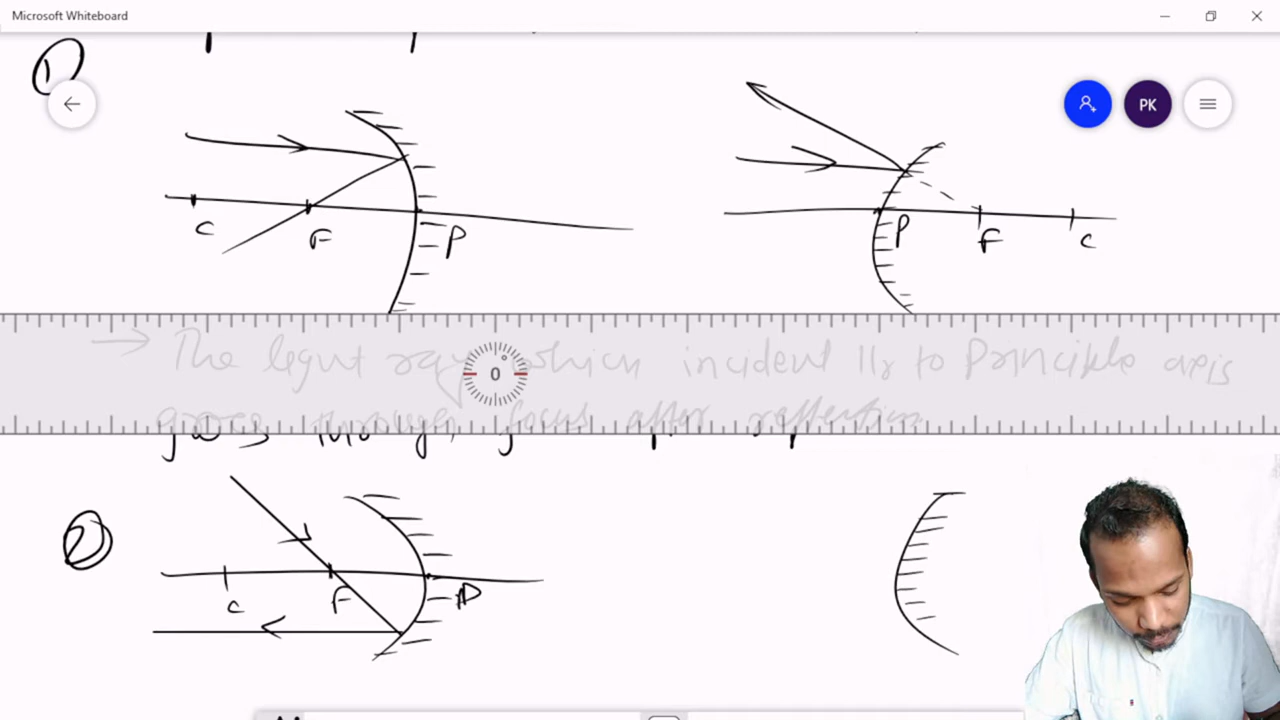 Microsoft Whiteboard
1
PK
C F P
P F C
0°
→ The light ray which incident llr to Principle axis
goes through focus after reflection
2
C F P